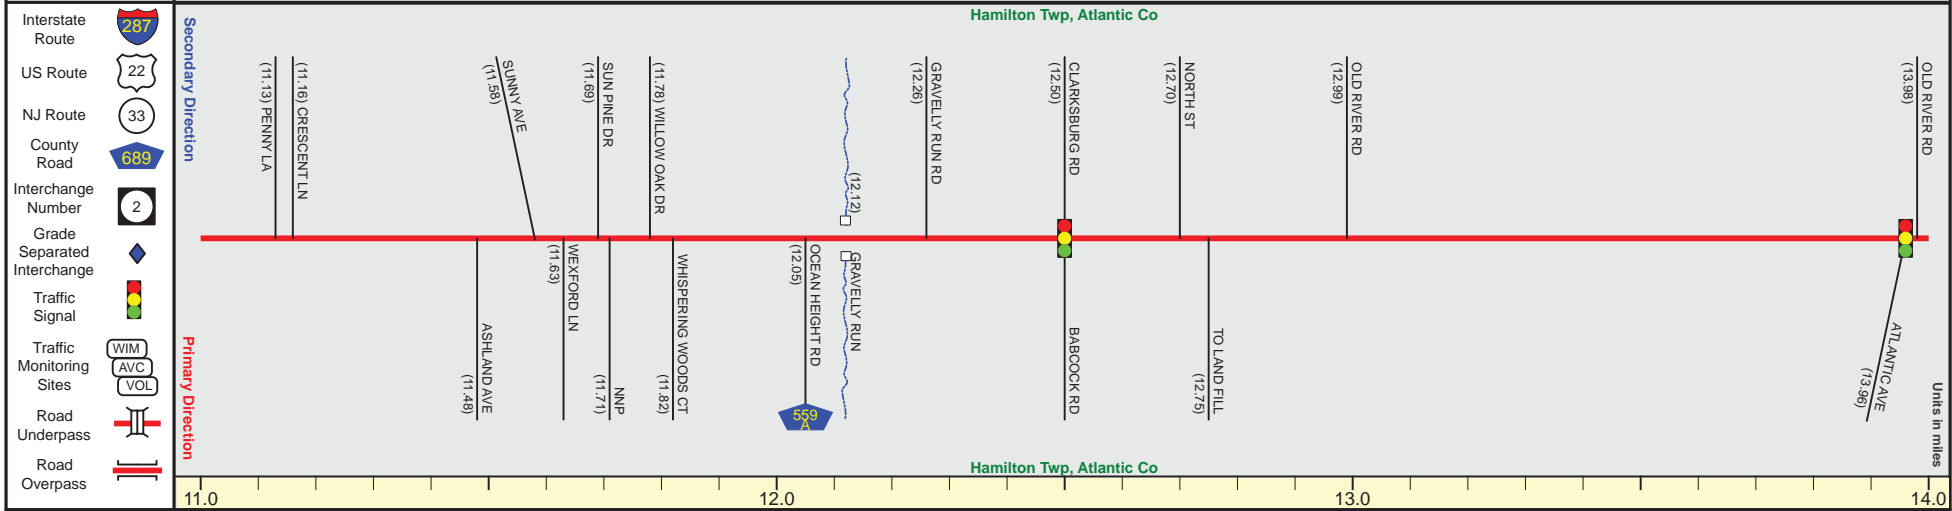 Interstate
Route
287
US Route
22
NJ Route
33
County
Road
689
Interchange
Number
2
Grade
Separated
Interchange
Traffic
Signal
Traffic
Monitoring
Sites
WIM
AVC
VOL
Road
Underpass
Road
Overpass
Secondary Direction
Primary Direction
Hamilton Twp, Atlantic Co
(11.13) PENNY LA
(11.16) CRESCENT LN
SUNNY AVE
(11.58)
SUN PINE DR
(11.69)
(11.78) WILLOW OAK DR
(12.12)
GRAVELLY RUN RD
(12.26)
CLARKSBURG RD
(12.50)
NORTH ST
(12.70)
OLD RIVER RD
(12.99)
OLD RIVER RD
(13.98)
ASHLAND AVE
(11.48)
WEXFORD LN
(11.63)
NNP
(11.71)
WHISPERING WOODS CT
(11.82)
OCEAN HEIGHT RD
(12.05)
559
A
GRAVELLY RUN
BABCOCK RD
TO LAND FILL
(12.75)
ATLANTIC AVE
(13.96)
Units in miles
Hamilton Twp, Atlantic Co
11.0
12.0
13.0
14.0